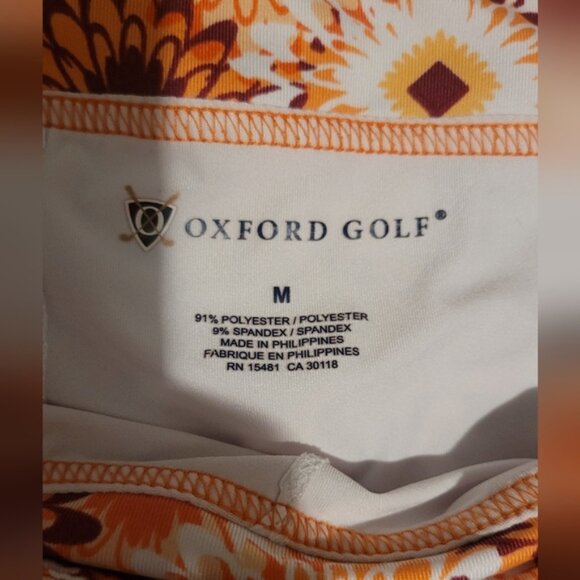 OXFORD GOLF®
M
91% POLYESTER / POLYESTER
9% SPANDEX / SPANDEX
MADE IN PHILIPPINES
FABRIQUE EN PHILIPPINES
RN 15481 CA 30118